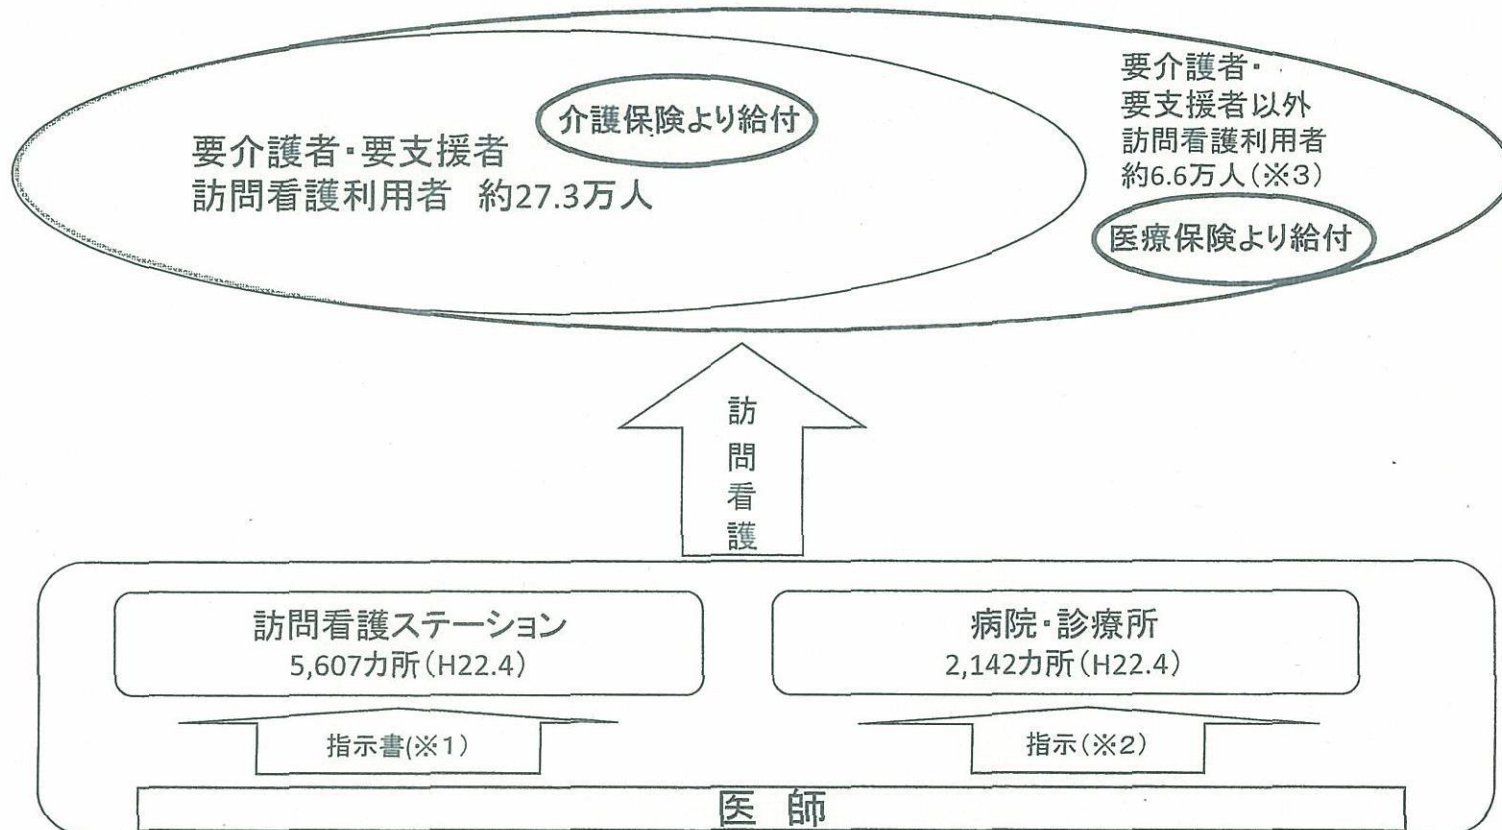 要介護者・要支援者
訪問看護利用者 約27.3万人
介護保険より給付
要介護者・
要支援者以外
訪問看護利用者
約6.6万人(※3)
医療保険より給付
訪
問
看
護
訪問看護ステーション
5,607カ所(H22.4)
病院・診療所
2,142カ所(H22.4)
指示書(※1)
指示(※2)
医 師